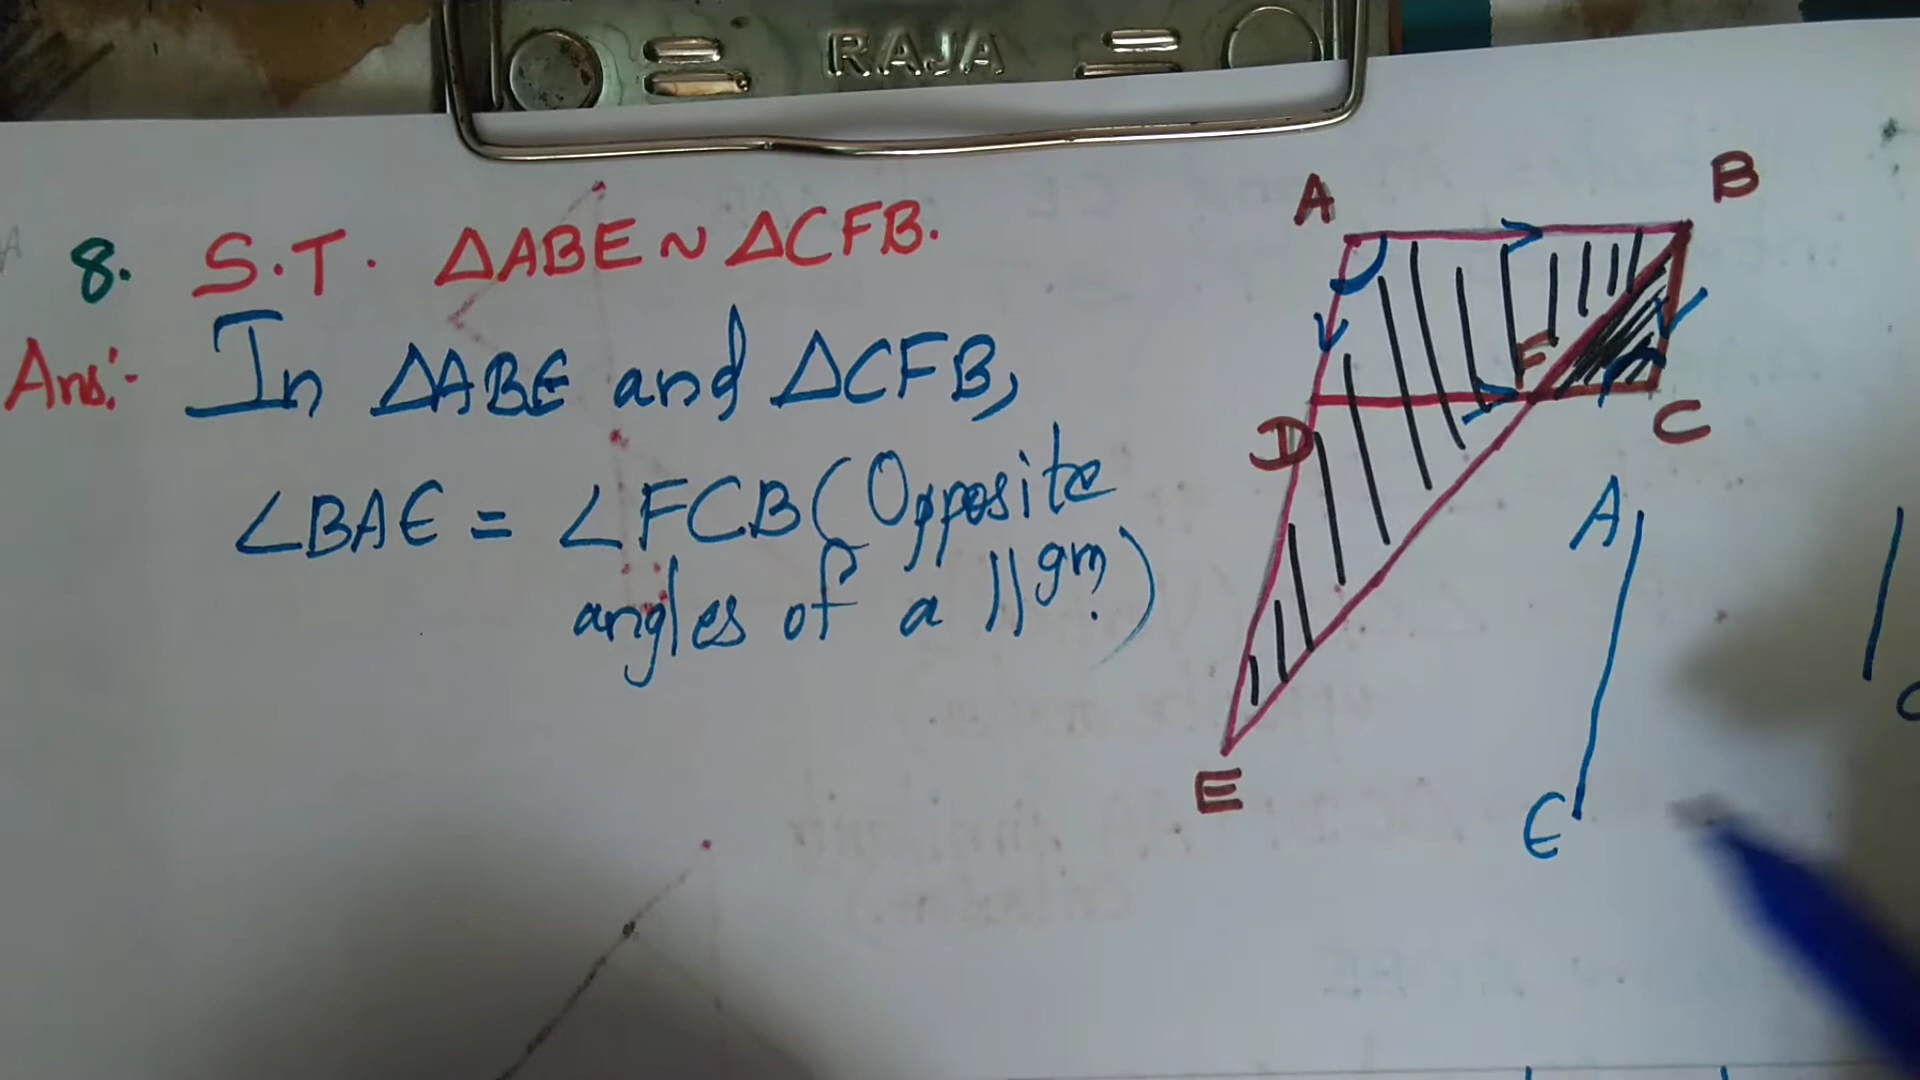 RAJA
8. S.T. ΔABE ~ ΔCFB.
Ans:- In ΔABE and ΔCFB,
∠BAE = ∠FCB (Opposite
angles of a ||gm)
A
B
F
D
C
E
A
E